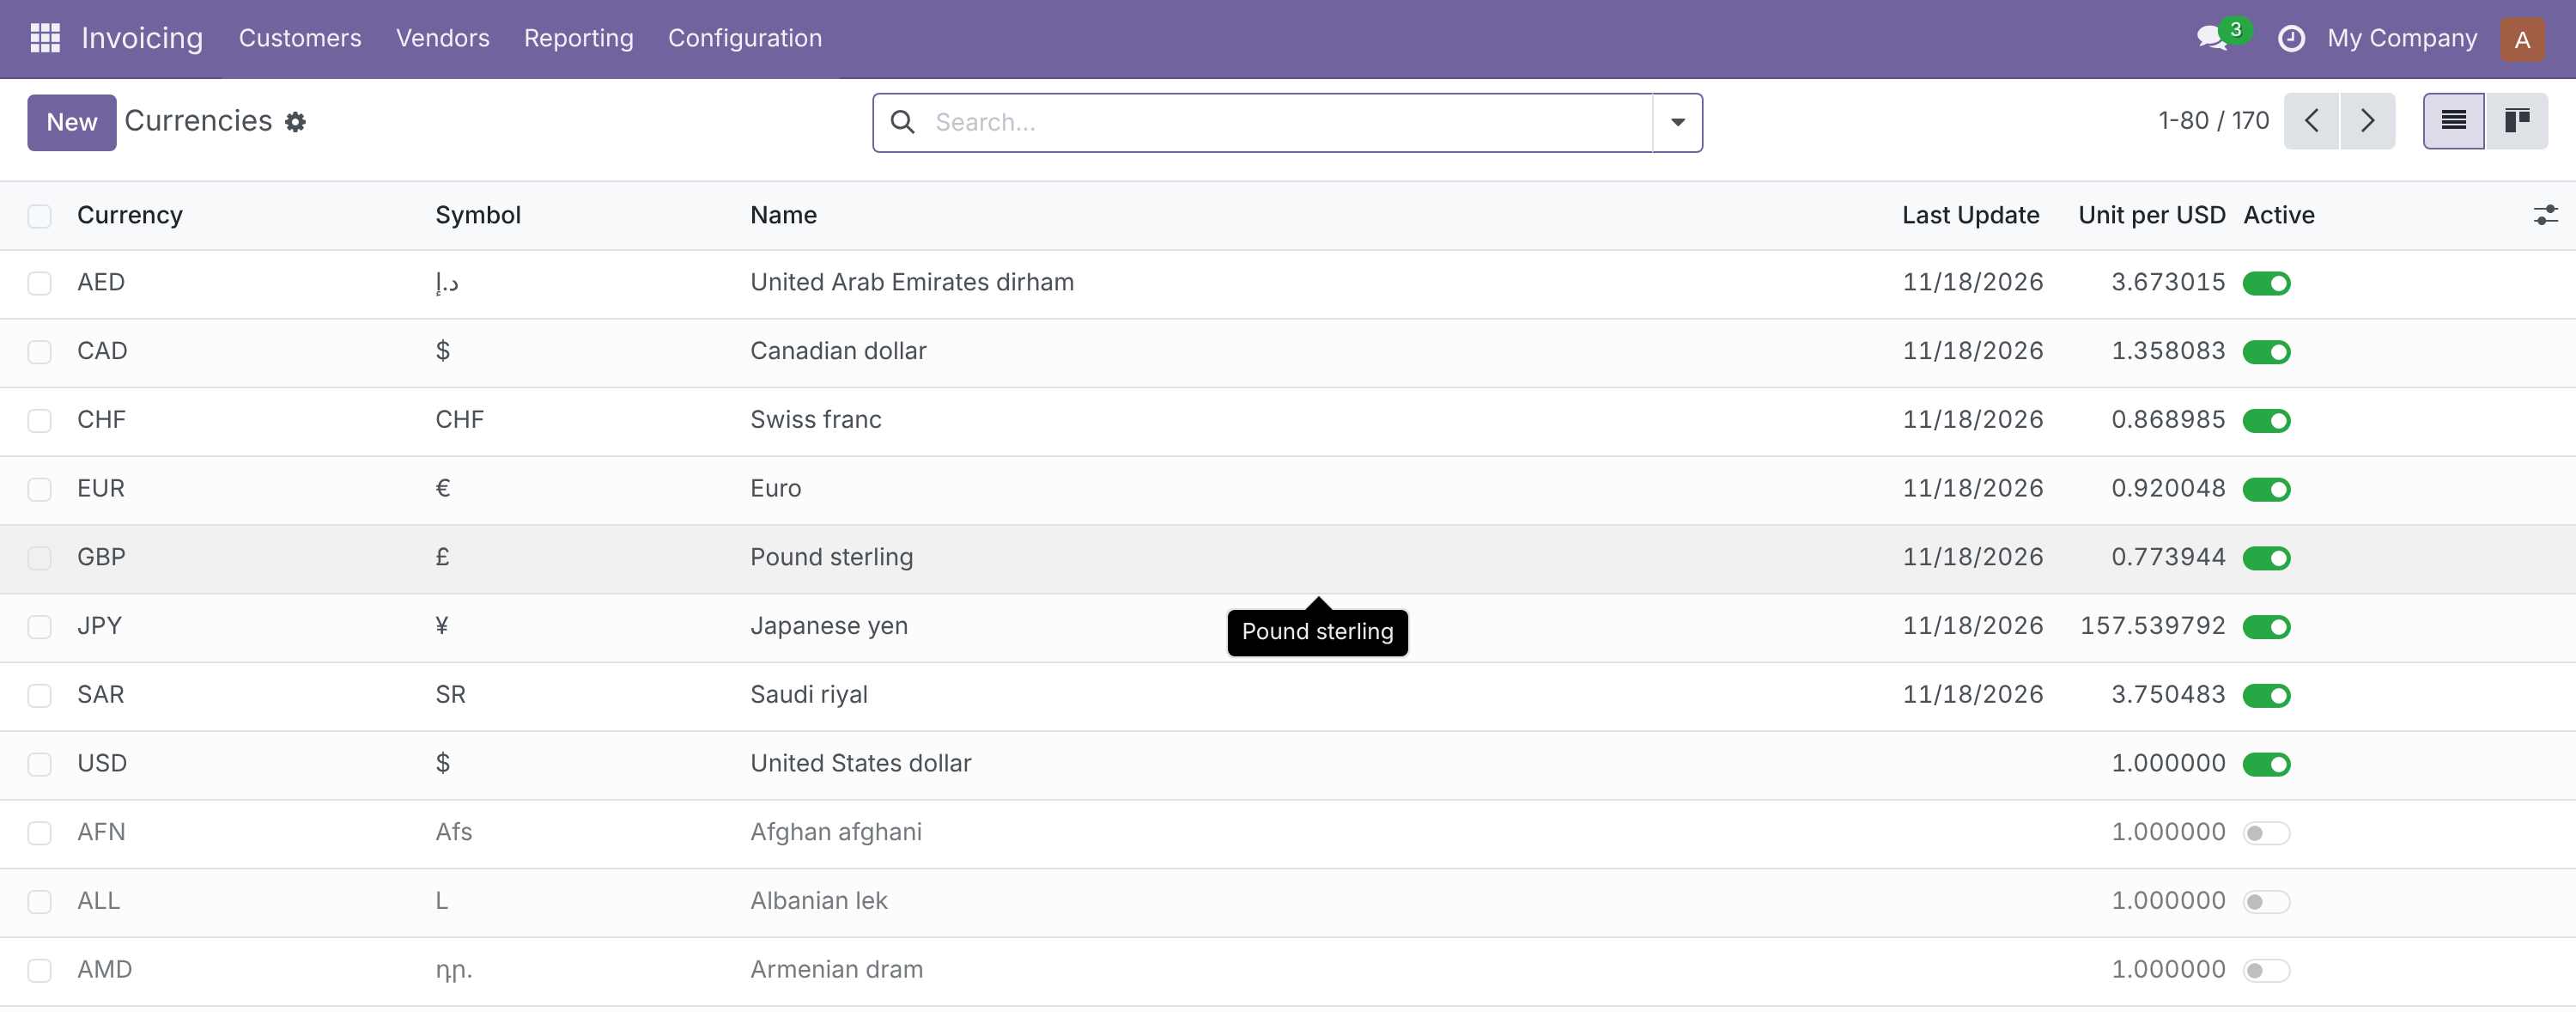 Invoicing Customers Vendors Reporting Configuration 3 My Company A
New Currencies Search... 1-80 / 170
Currency Symbol Name Last Update Unit per USD Active
AED د.إ United Arab Emirates dirham 11/18/2026 3.673015
CAD $ Canadian dollar 11/18/2026 1.358083
CHF CHF Swiss franc 11/18/2026 0.868985
EUR € Euro 11/18/2026 0.920048
GBP £ Pound sterling 11/18/2026 0.773944
Pound sterling
JPY ¥ Japanese yen 11/18/2026 157.539792
SAR SR Saudi riyal 11/18/2026 3.750483
USD $ United States dollar 1.000000
AFN Afs Afghan afghani 1.000000
ALL L Albanian lek 1.000000
AMD դր. Armenian dram 1.000000